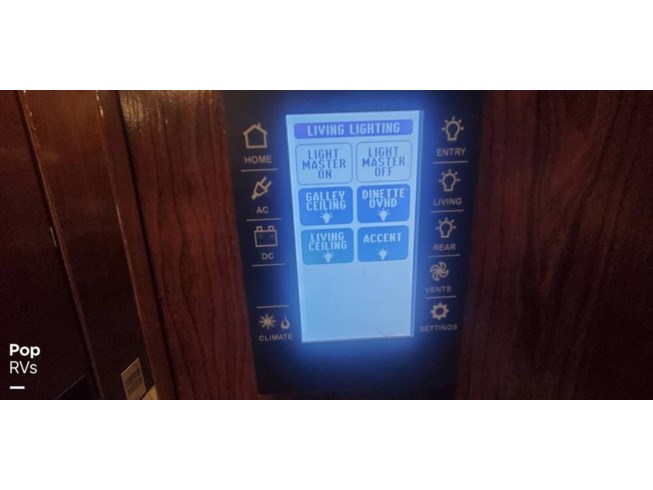 LIVING LIGHTING
LIGHT MASTER ON
LIGHT MASTER OFF
GALLEY CEILING
DINETTE OVHD
LIVING CEILING
ACCENT
HOME
AC
DC
CLIMATE
ENTRY
LIVING
REAR
VENTS
SETTINGS
Pop
RVs